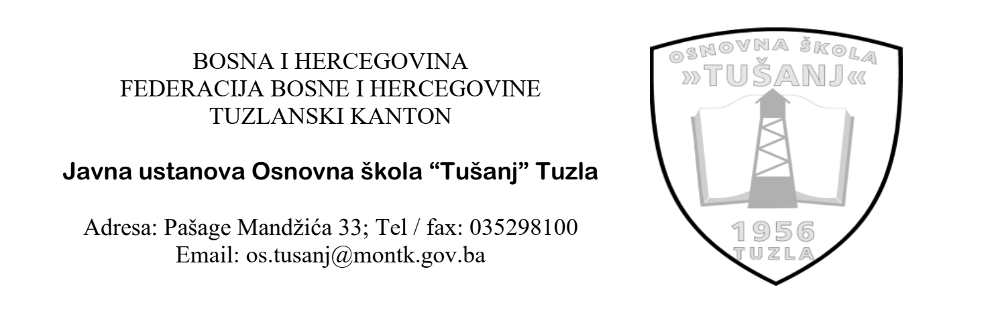 BOSNA I HERCEGOVINA
FEDERACIJA BOSNE I HERCEGOVINE
TUZLANSKI KANTON
Javna ustanova Osnovna škola “Tušanj” Tuzla
Adresa: Pašage Mandžića 33; Tel / fax: 035298100
Email: os.tusanj@montk.gov.ba
OSNOVNA ŠKOLA
»TUŠANJ«
1956
TUZLA